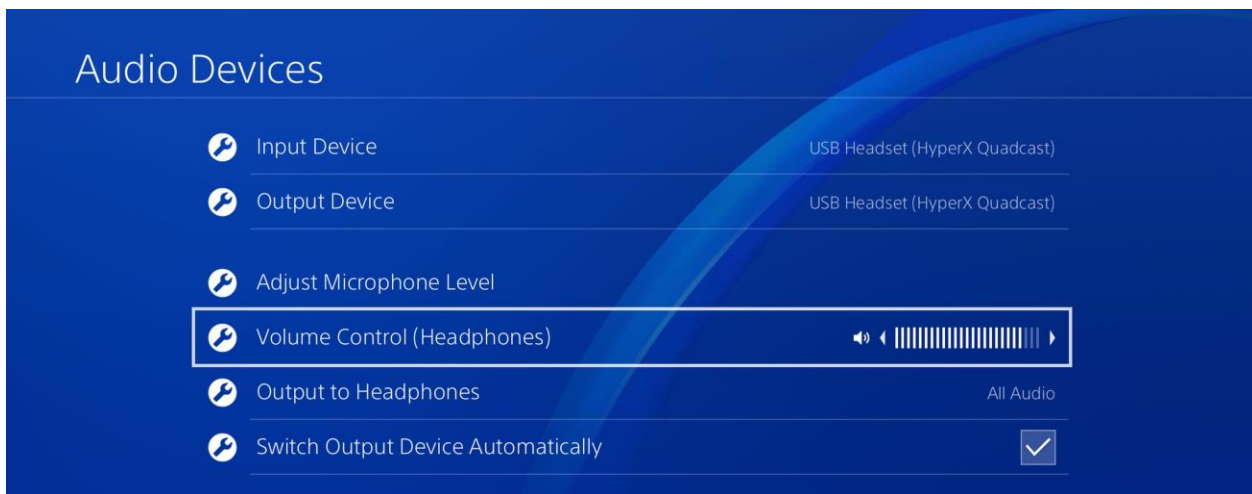 Audio Devices
Input Device USB Headset (HyperX Quadcast)
Output Device USB Headset (HyperX Quadcast)
Adjust Microphone Level
Volume Control (Headphones)
Output to Headphones All Audio
Switch Output Device Automatically